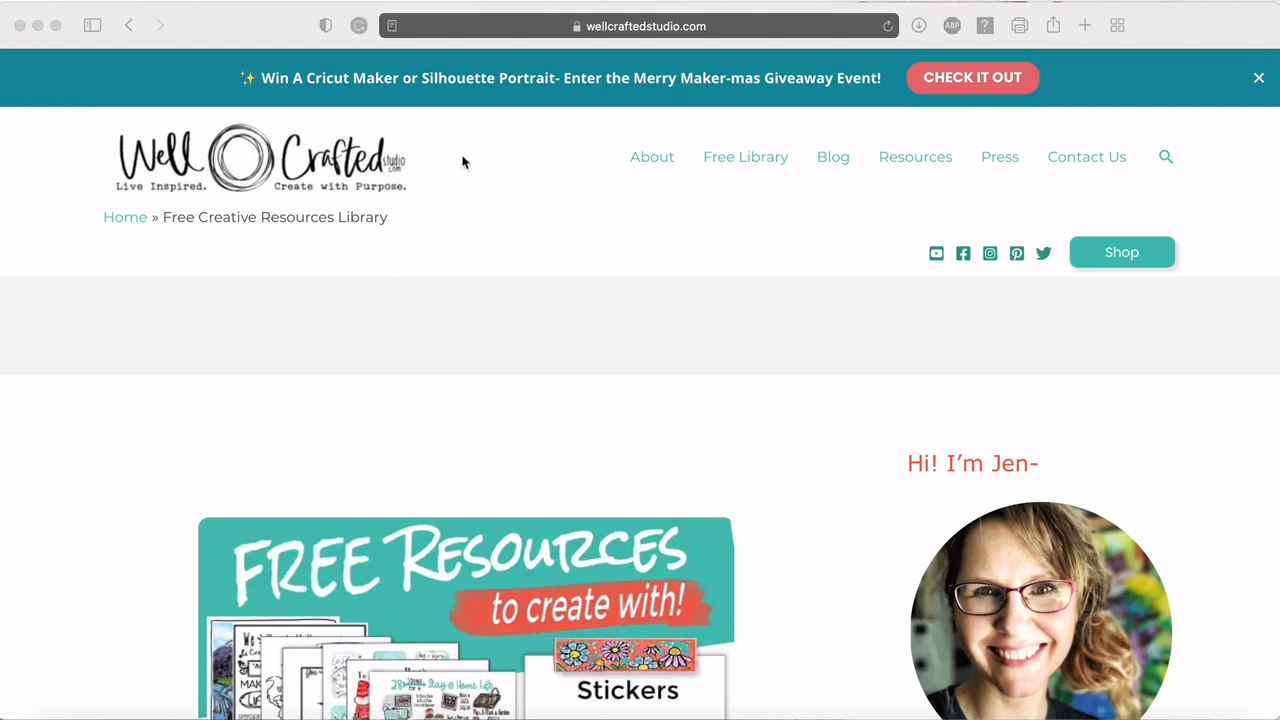 wellcraftedstudio.com
ABP
✨ Win A Cricut Maker or Silhouette Portrait- Enter the Merry Maker-mas Giveaway Event!
CHECK IT OUT
Well Crafted studio .com
Live Inspired. Create with Purpose.
About
Free Library
Blog
Resources
Press
Contact Us
Home » Free Creative Resources Library
Shop
Hi! I'm Jen-
FREE RESOURCES
to create with!
Stickers